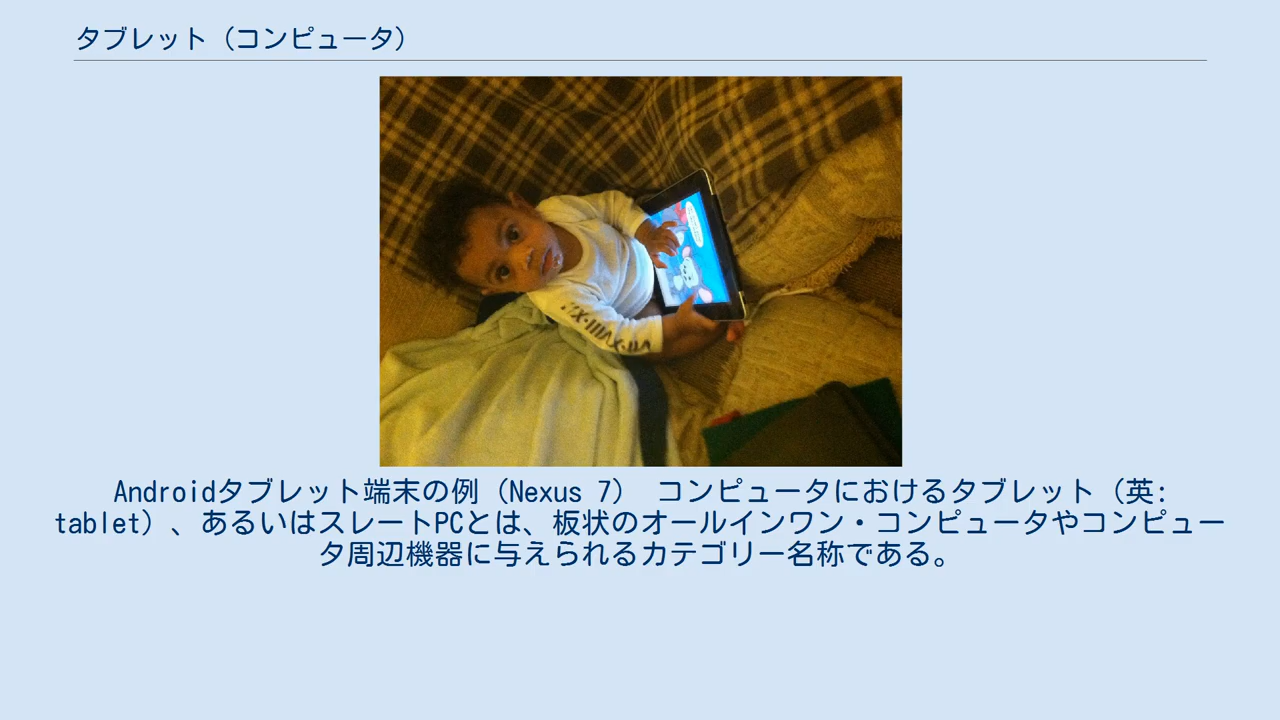 タブレット（コンピュータ）
Androidタブレット端末の例（Nexus 7） コンピュータにおけるタブレット（英:
tablet）、あるいはスレートPCとは、板状のオールインワン・コンピュータやコンピュー
タ周辺機器に与えられるカテゴリー名称である。